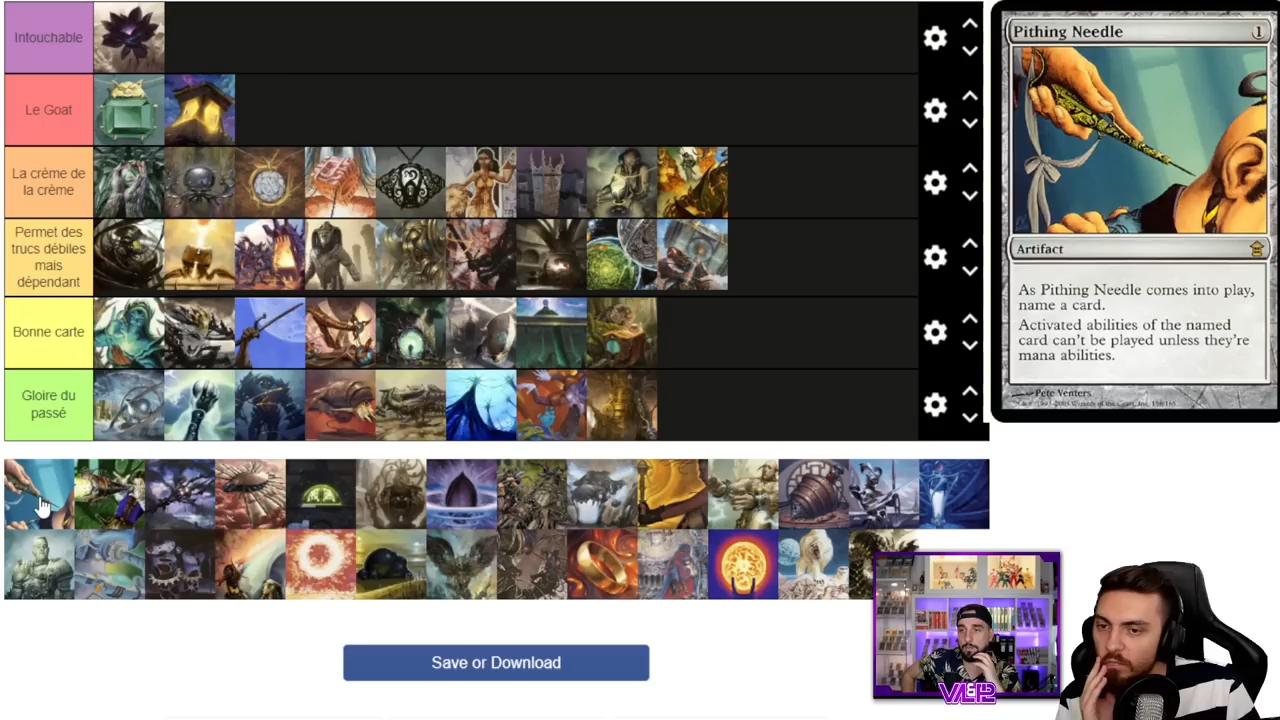 Intouchable
Le Goat
La crème de
la crème
Permet des
trucs débiles
mais
dépendant
Bonne carte
Gloire du
passé
Save or Download
Pithing Needle 1
Artifact
As Pithing Needle comes into play,
name a card.
Activated abilities of the named
card can't be played unless they're
mana abilities.
Pete Venters